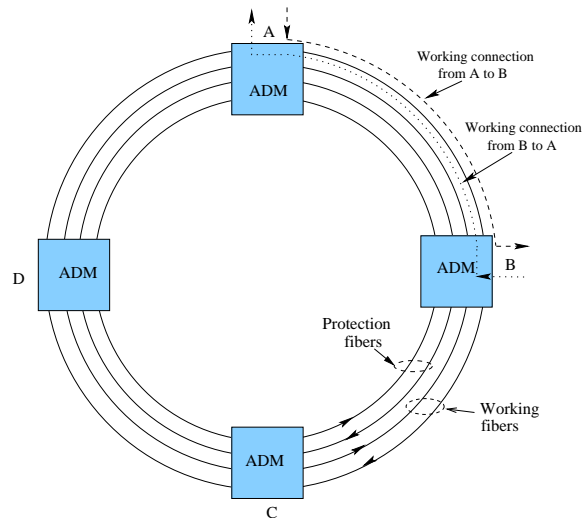 A
ADM
Working connection
from A to B
Working connection
from B to A
D
ADM
ADM
B
Protection
fibers
Working
fibers
ADM
C